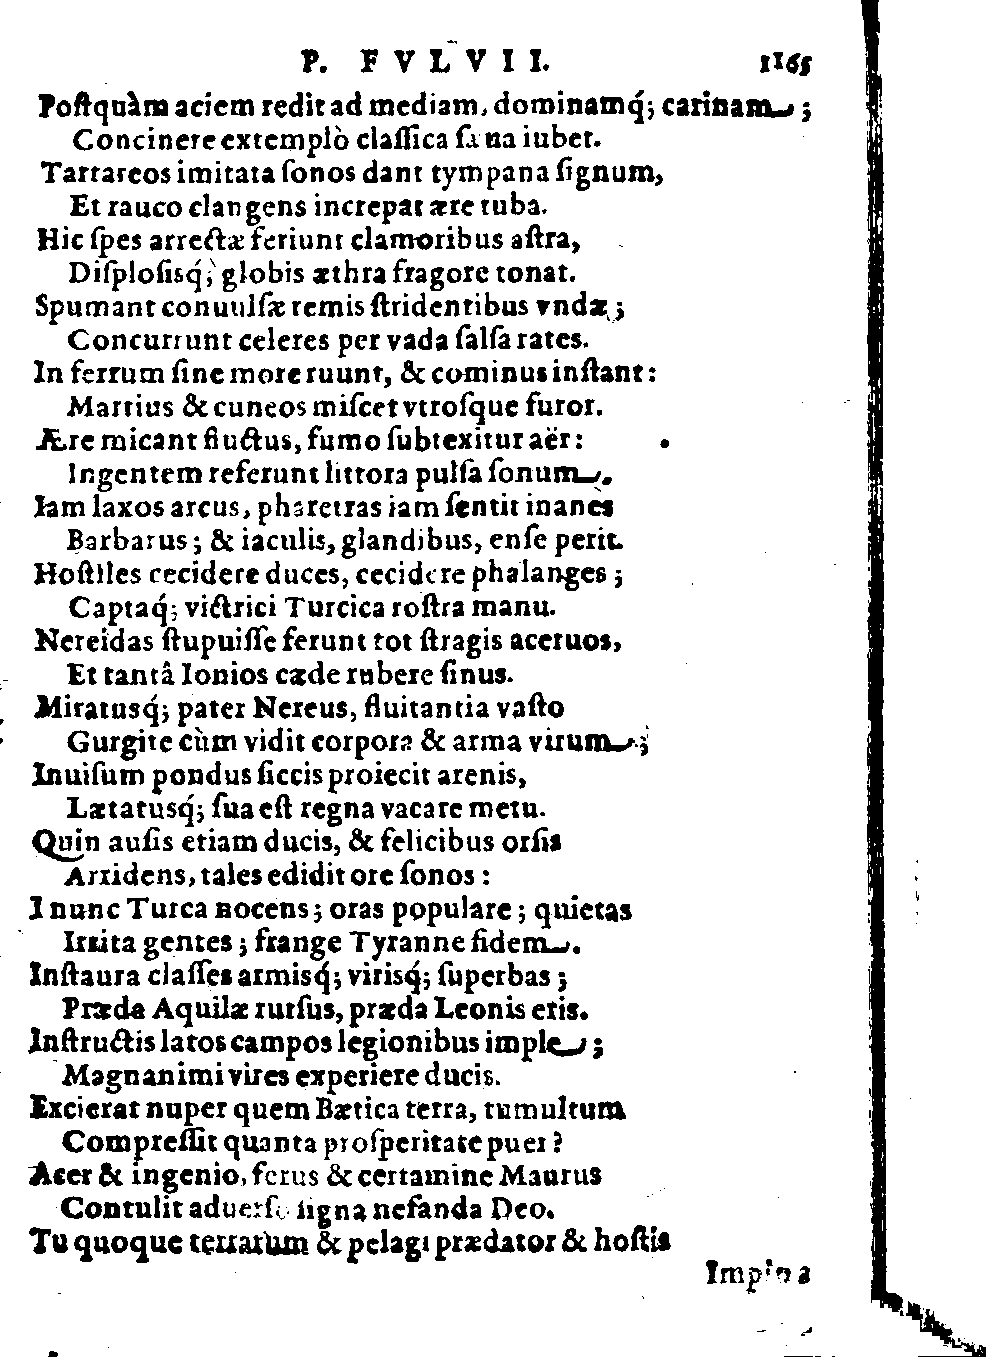 P. FVLVII. 1165
Poſtquàm aciem redit ad mediam, dominamq́; carinam;
Concinere extemplò claſſica ſæua iubet.
Tartareos imitata ſonos dant tympana ſignum,
Et rauco clangens increpat ære tuba.
Hic ſpes arrectæ feriunt clamoribus aſtra,
Diſploſisq́; globis æthra fragore tonat.
Spumant conuulſæ remis ſtridentibus vndæ;
Concurrunt celeres per vada ſalſa rates.
In ferrum ſine more ruunt, & cominus inſtant:
Martius & cuneos miſcet vtroſque furor.
Ære micant fluctus, fumo ſubtexitur aër:
Ingentem referunt littora pulſa ſonum.
Iam laxos arcus, pharetras iam ſentit inanes
Barbarus; & iaculis, glandibus, enſe perit.
Hoſtiles cecidere duces, cecidere phalanges;
Captaq́; victrici Turcica roſtra manu.
Nereidas ſtupuiſſe ferunt tot ſtragis aceruos,
Et tantâ Ionios cæde rubere ſinus.
Miratusq́; pater Nereus, fluitantia vaſto
Gurgite cùm vidit corpora & arma virum;
Inuiſum pondus ſiccis proiecit arenis,
Lætatusq́; ſua eſt regna vacare metu.
Quin auſis etiam ducis, & felicibus orſis
Arridens, tales edidit ore ſonos:
I nunc Turca nocens; oras populare; quietas
Irrita gentes; frange Tyranne fidem.
Inſtaura claſſes armisq́; virisq́; ſuperbas;
Præda Aquilæ rurſus, præda Leonis eris.
Inſtructis latos campos legionibus imple;
Magnanimi vires experiere ducis.
Excierat nuper quem Bætica terra, tumultum
Compreſſit quanta proſperitate puer?
Acer & ingenio, ferus & certamine Maurus
Contulit aduerſo ſigna nefanda Deo.
Tu quoque terrarum & pelagi prædator & hoſtis